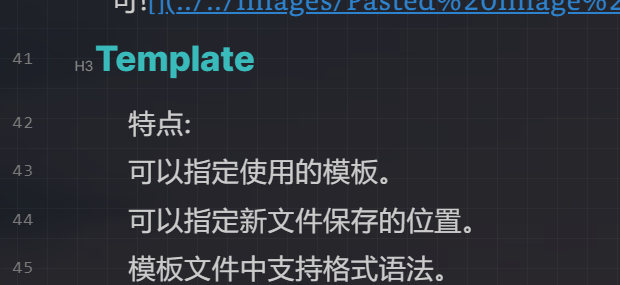 可![](../../Images/Pasted%20Image%2
41 H3 Template
42 特点:
43 可以指定使用的模板。
44 可以指定新文件保存的位置。
45 模板文件中支持格式语法。